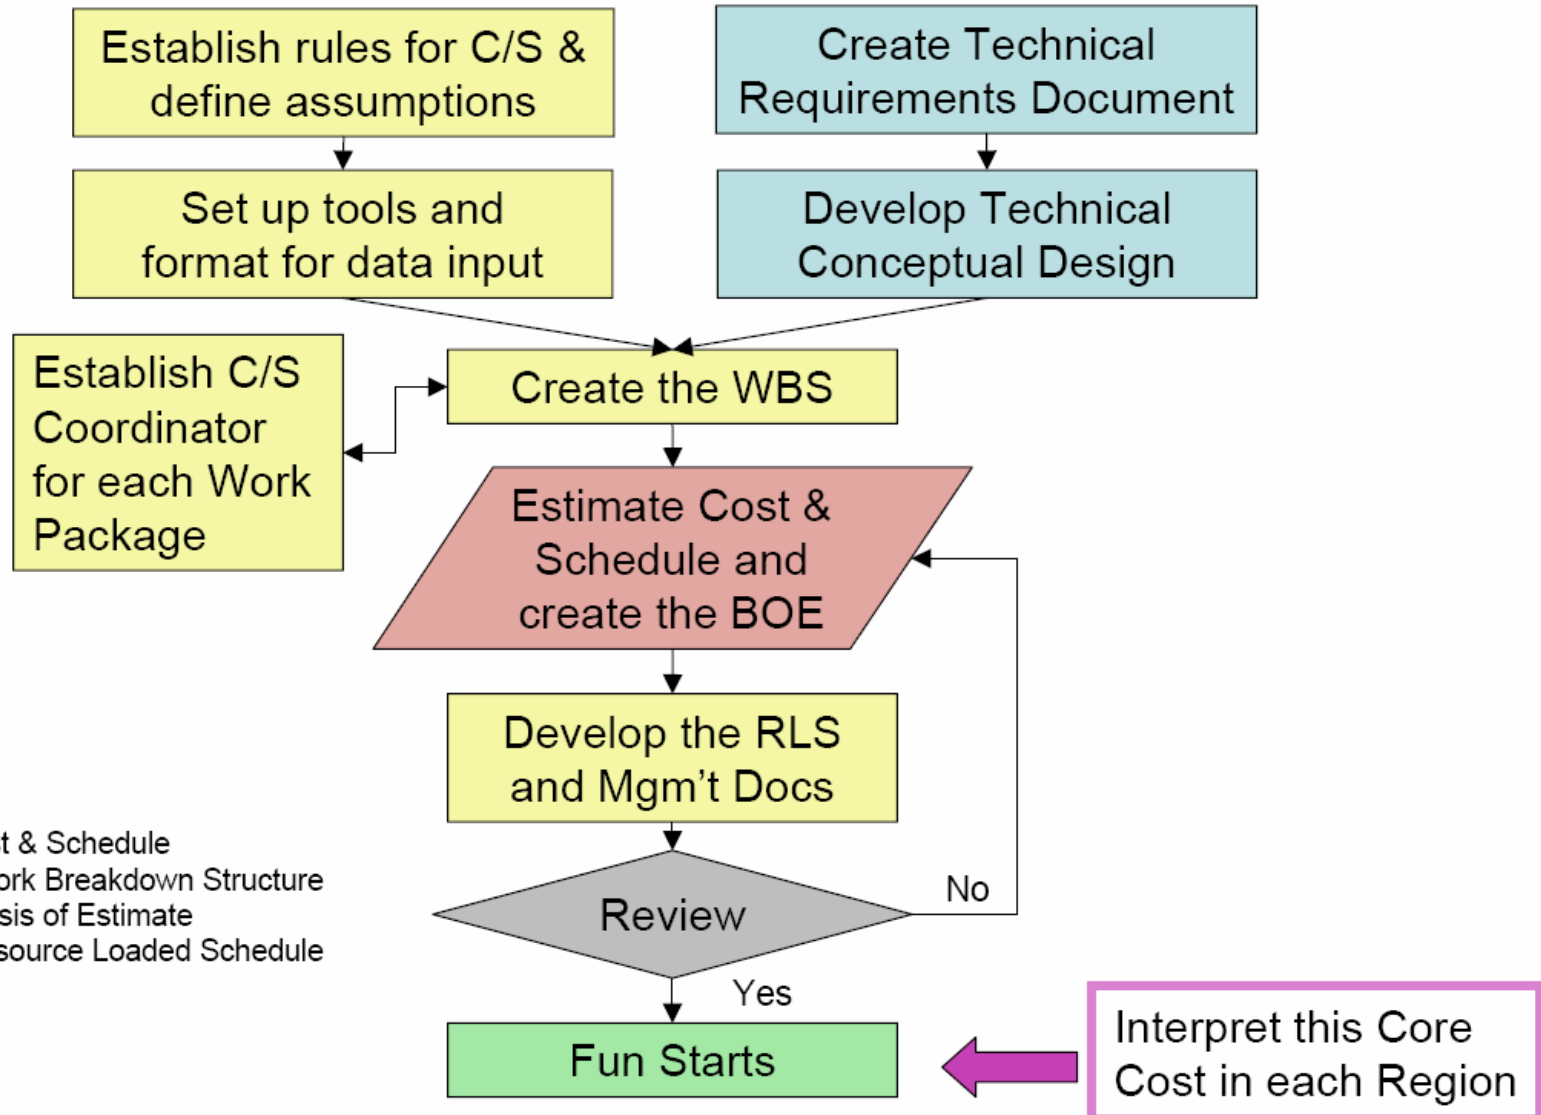 Establish rules for C/S &
define assumptions
Create Technical
Requirements Document
Set up tools and
format for data input
Develop Technical
Conceptual Design
Establish C/S
Coordinator
for each Work
Package
Create the WBS
Estimate Cost &
Schedule and
create the BOE
Develop the RLS
and Mgm't Docs
& Schedule
Breakdown Structure
of Estimate
Loaded Schedule
Review
No
Yes
Fun Starts
Interpret this Core
Cost in each Region